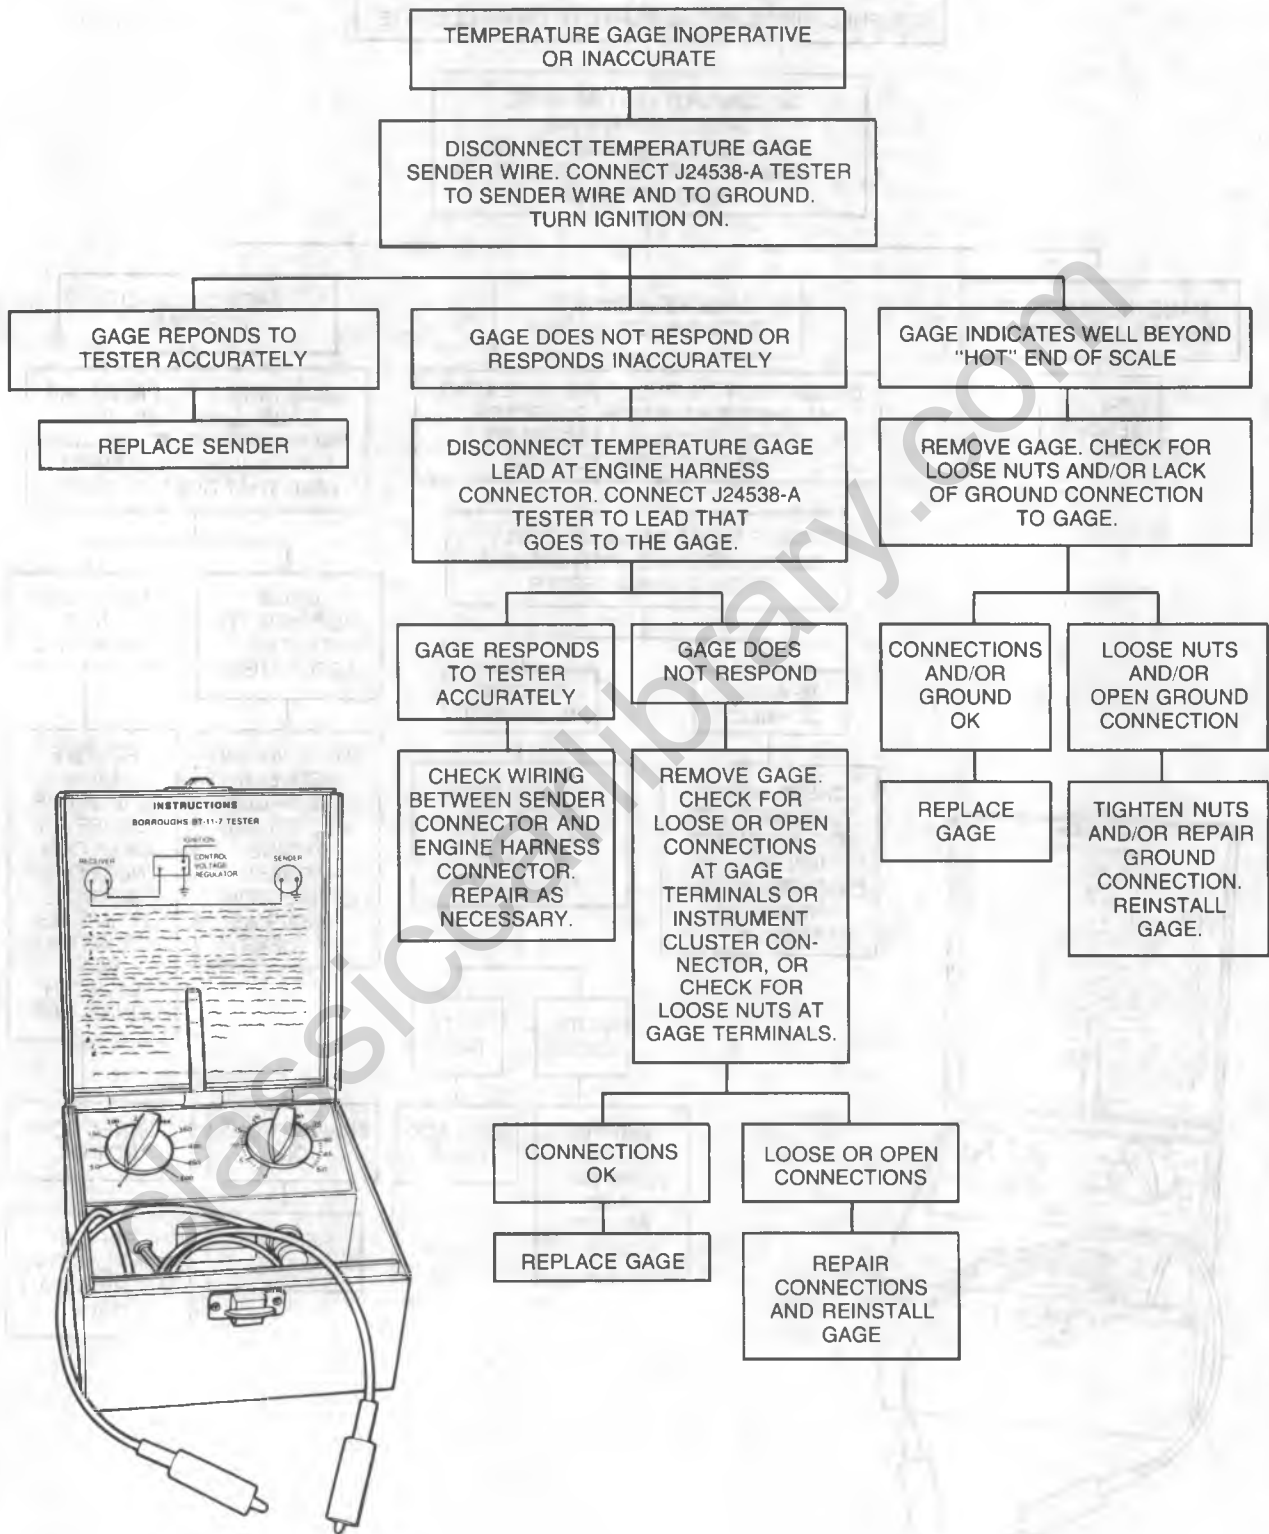 TEMPERATURE GAGE INOPERATIVE
OR INACCURATE
DISCONNECT TEMPERATURE GAGE
SENDER WIRE. CONNECT J24538-A TESTER
TO SENDER WIRE AND TO GROUND.
TURN IGNITION ON.
GAGE REPONDS TO
TESTER ACCURATELY
REPLACE SENDER
GAGE DOES NOT RESPOND OR
RESPONDS INACCURATELY
DISCONNECT TEMPERATURE GAGE
LEAD AT ENGINE HARNESS
CONNECTOR. CONNECT J24538-A
TESTER TO LEAD THAT
GOES TO THE GAGE.
GAGE INDICATES WELL BEYOND
"HOT" END OF SCALE
REMOVE GAGE. CHECK FOR
LOOSE NUTS AND/OR LACK
OF GROUND CONNECTION
TO GAGE.
GAGE RESPONDS
TO TESTER
ACCURATELY
CHECK WIRING
BETWEEN SENDER
CONNECTOR AND
ENGINE HARNESS
CONNECTOR.
REPAIR AS
NECESSARY.
GAGE DOES
NOT RESPOND
REMOVE GAGE.
CHECK FOR
LOOSE OR OPEN
CONNECTIONS
AT GAGE
TERMINALS OR
INSTRUMENT
CLUSTER CON-
NECTOR, OR
CHECK FOR
LOOSE NUTS AT
GAGE TERMINALS.
CONNECTIONS
AND/OR
GROUND
OK
REPLACE
GAGE
LOOSE NUTS
AND/OR
OPEN GROUND
CONNECTION
TIGHTEN NUTS
AND/OR REPAIR
GROUND
CONNECTION.
REINSTALL
GAGE.
CONNECTIONS
OK
REPLACE GAGE
LOOSE OR OPEN
CONNECTIONS
REPAIR
CONNECTIONS
AND REINSTALL
GAGE
INSTRUCTIONS
BORROUGHS BT-11-7 TESTER
IGNITION
RECEIVER
CONTROL
VOLTAGE
REGULATOR
SENDER
classiccarlibrary.com